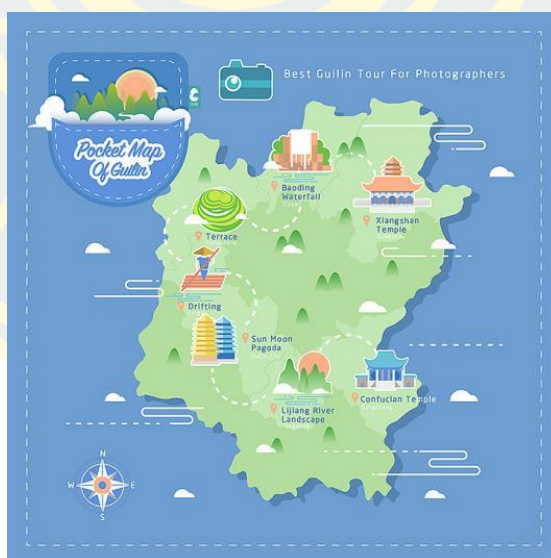 Best Guilin Tour For Photographers
Pocket Map
Of Guilin
Baoding
Waterfall
Xiangshan
Temple
Terrace
Drifting
Sun Moon
Pagoda
Lijiang River
Landscape
Confucian Temple
N
W
E
S